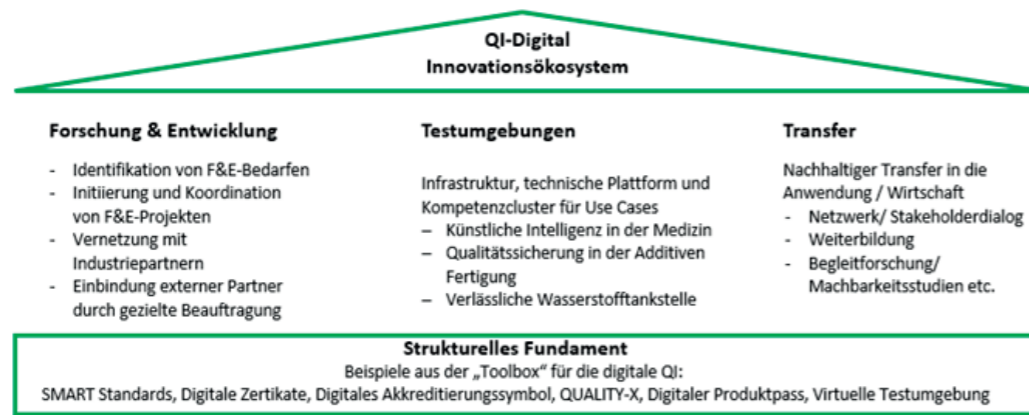 QI-Digital
Innovationsökosystem
Forschung & Entwicklung
- Identifikation von F&E-Bedarfen
- Initiierung und Koordination
von F&E-Projekten
- Vernetzung mit
Industriepartnern
- Einbindung externer Partner
durch gezielte Beauftragung
Testumgebungen
Infrastruktur, technische Plattform und
Kompetenzcluster für Use Cases
– Künstliche Intelligenz in der Medizin
– Qualitätssicherung in der Additiven
Fertigung
– Verlässliche Wasserstofftankstelle
Transfer
Nachhaltiger Transfer in die
Anwendung / Wirtschaft
- Netzwerk/ Stakeholderdialog
- Weiterbildung
- Begleitforschung/
Machbarkeitsstudien etc.
Strukturelles Fundament
Beispiele aus der „Toolbox“ für die digitale QI:
SMART Standards, Digitale Zertikate, Digitales Akkreditierungssymbol, QUALITY-X, Digitaler Produktpass, Virtuelle Testumgebung